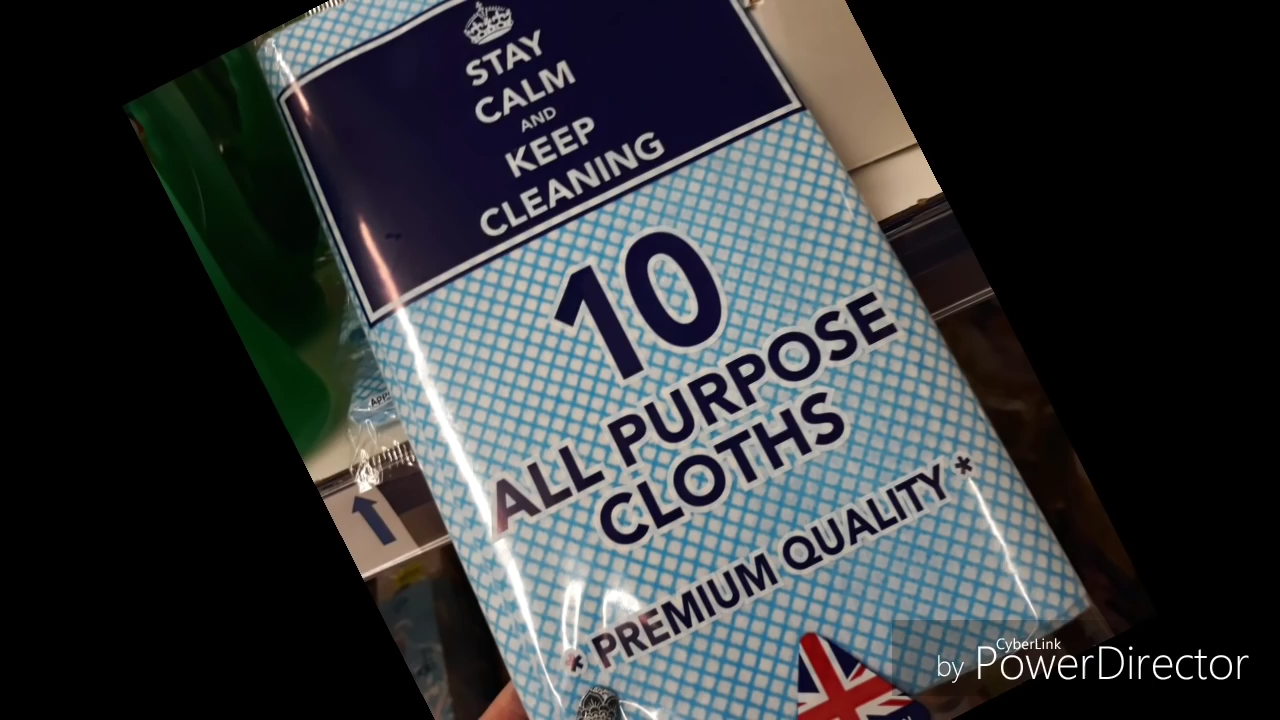 STAY
CALM
AND
KEEP
CLEANING
10
ALL PURPOSE
CLOTHS
* PREMIUM QUALITY *
CyberLink
by PowerDirector